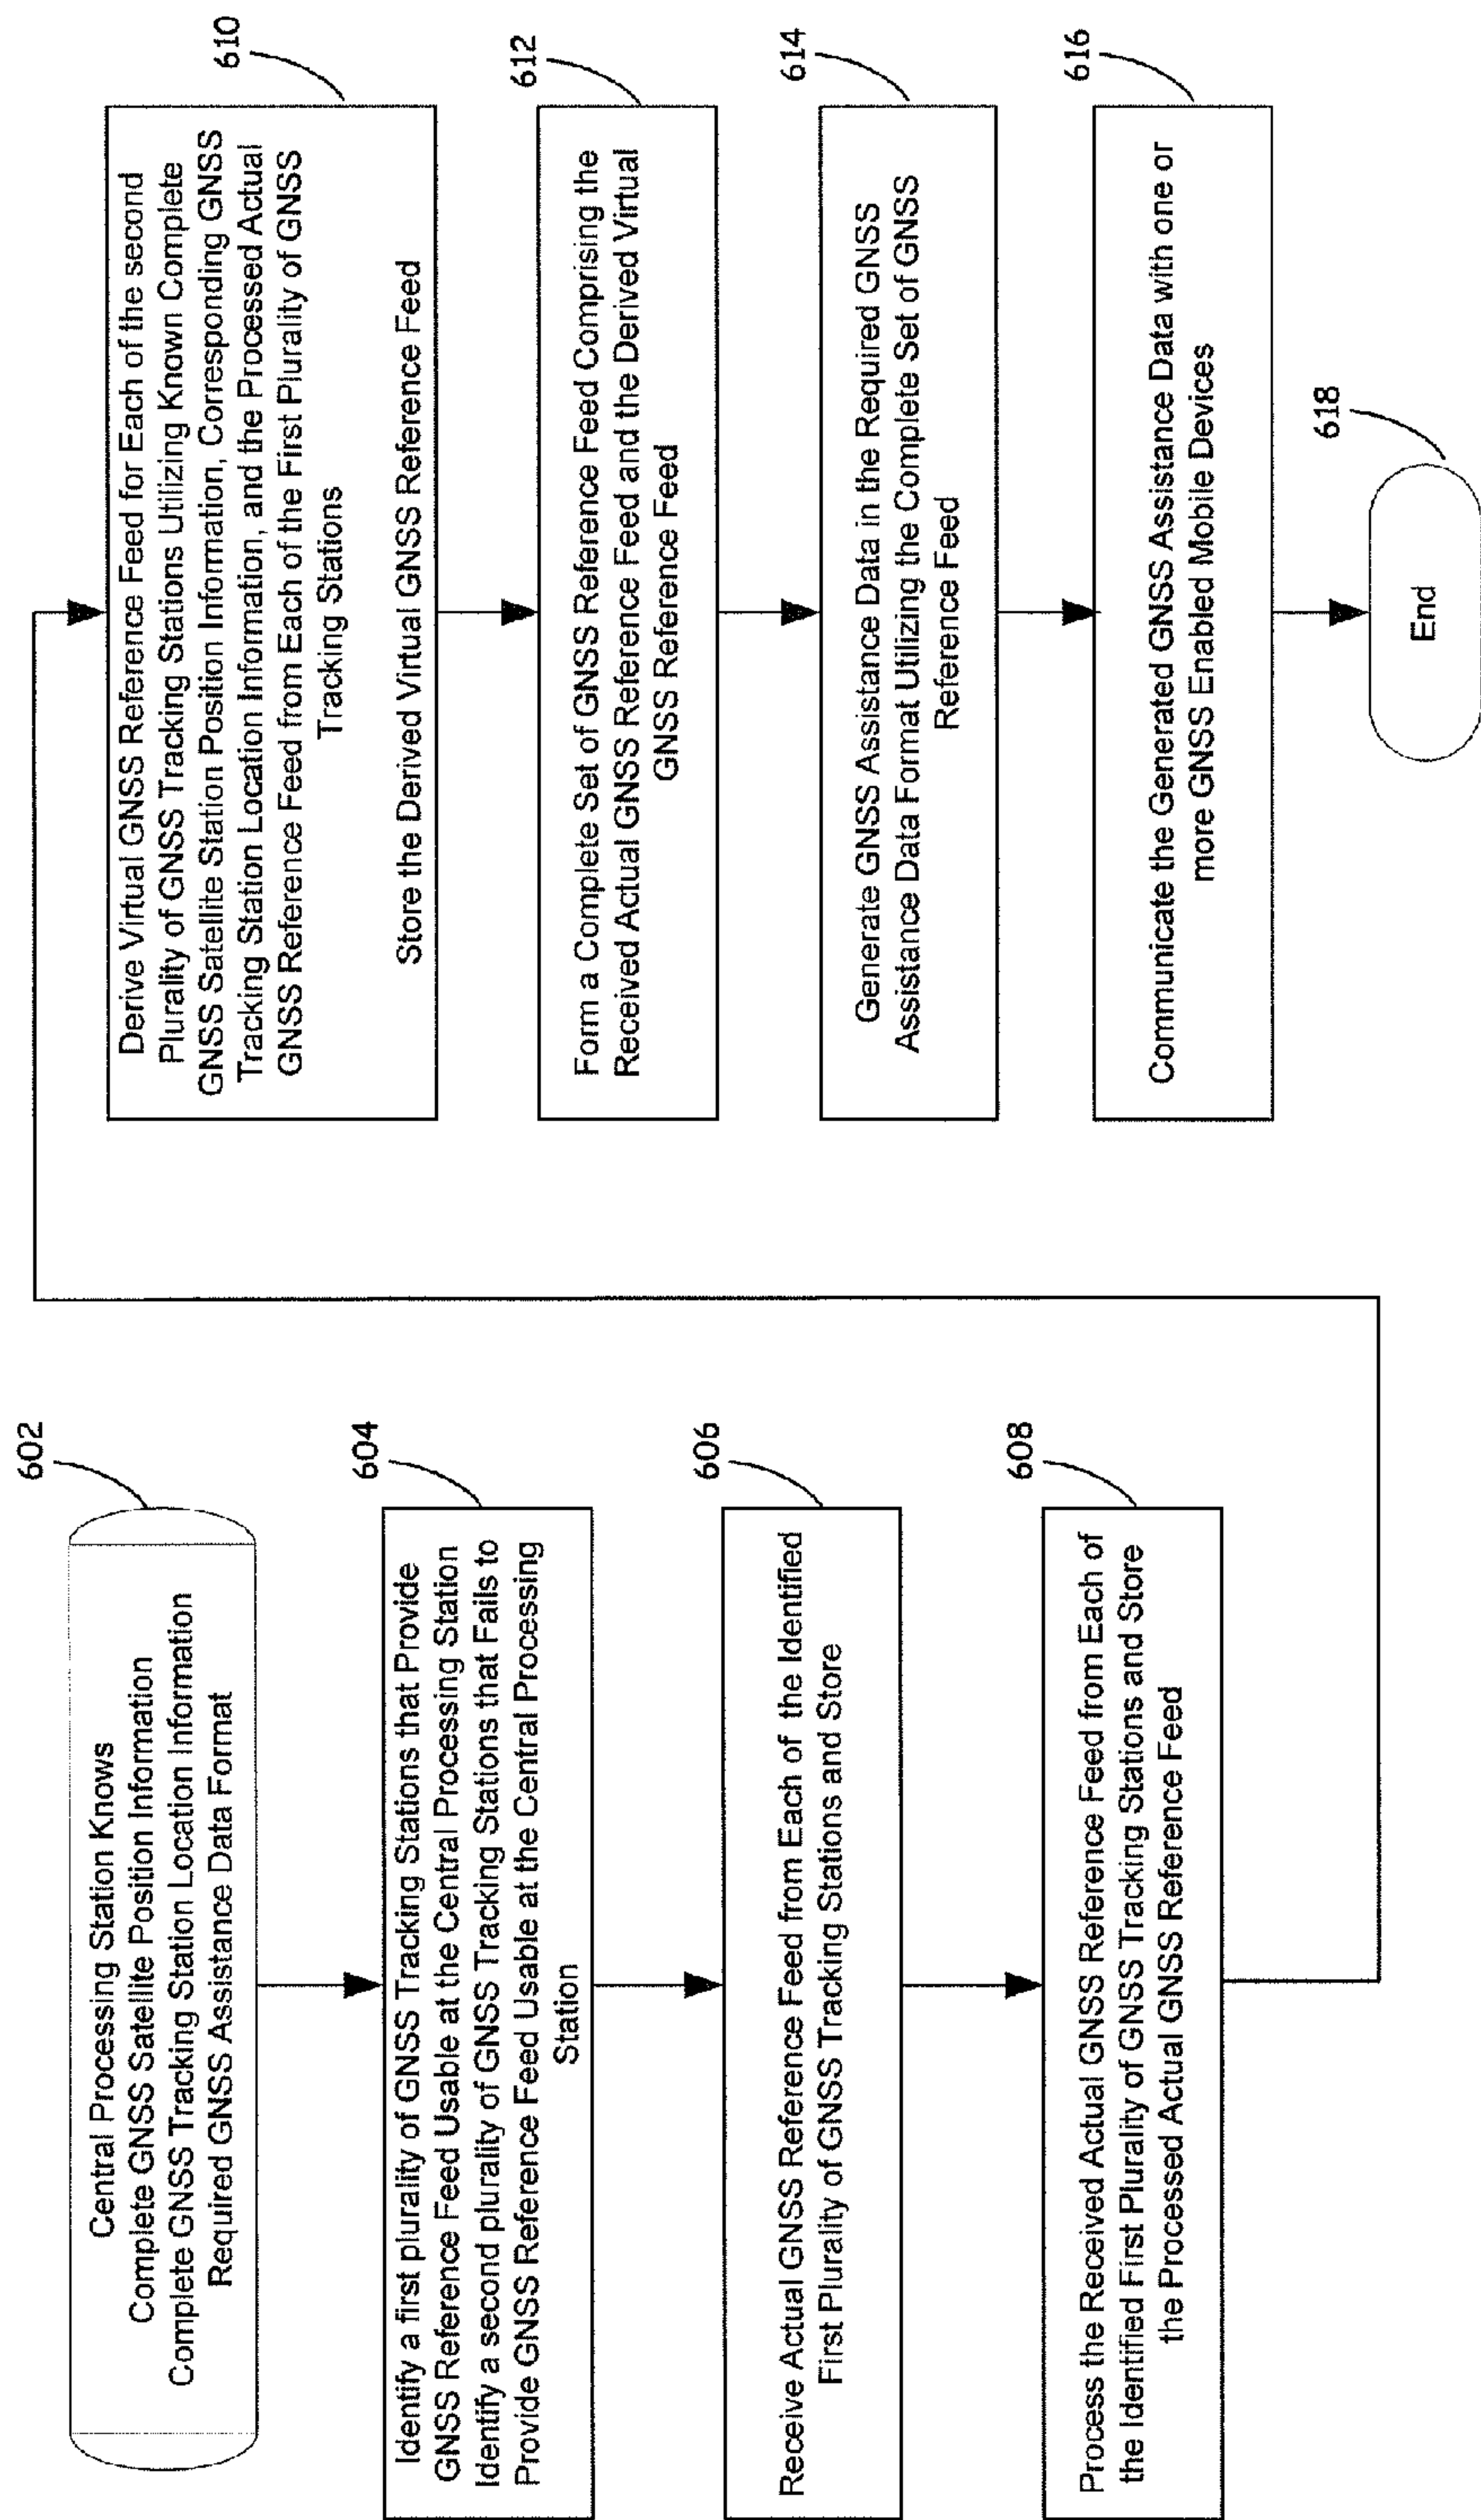 602
Central Processing Station Knows
Complete GNSS Satellite Position Information
Complete GNSS Tracking Station Location Information
Required GNSS Assistance Data Format
604
Identify a first plurality of GNSS Tracking Stations that Provide
GNSS Reference Feed Usable at the Central Processing Station
Identify a second plurality of GNSS Tracking Stations that Fails to
Provide GNSS Reference Feed Usable at the Central Processing
Station
606
Receive Actual GNSS Reference Feed from Each of the Identified
First Plurality of GNSS Tracking Stations and Store
608
Process the Received Actual GNSS Reference Feed from Each of
the Identified First Plurality of GNSS Tracking Stations and Store
the Processed Actual GNSS Reference Feed
610
Derive Virtual GNSS Reference Feed for Each of the second
Plurality of GNSS Tracking Stations Utilizing Known Complete
GNSS Satellite Station Position Information, Corresponding GNSS
Tracking Station Location Information, and the Processed Actual
GNSS Reference Feed from Each of the First Plurality of GNSS
Tracking Stations
Store the Derived Virtual GNSS Reference Feed
612
Form a Complete Set of GNSS Reference Feed Comprising the
Received Actual GNSS Reference Feed and the Derived Virtual
GNSS Reference Feed
614
Generate GNSS Assistance Data in the Required GNSS
Assistance Data Format Utilizing the Complete Set of GNSS
Reference Feed
616
Communicate the Generated GNSS Assistance Data with one or
more GNSS Enabled Mobile Devices
618
End